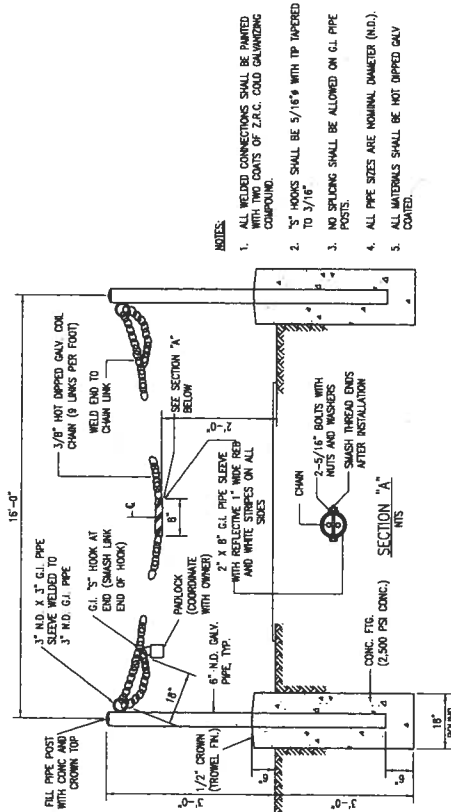 16'-0"
FILL PIPE POST
WITH CONC AND
CROWN TOP
3" N.D. X 3" G.I. PIPE
SLEEVE WELDED TO
3" N.D. G.I. PIPE
3/8" HOT DIPPED GALV. COIL
CHAIN (9 LINKS PER FOOT)
WELD END TO
CHAIN LINK
G.I. "S" HOOK AT
END (SMASH LINK
END OF HOOK)
PADLOCK
(COORDINATE
WITH OWNER)
18"
8"
SEE SECTION "A"
BELOW
2'-0"
3'-0"
6" N.D. GALV.
PIPE, TYP.
2" X 8" G.I. PIPE SLEEVE
WITH REFLECTIVE 1" WIDE RED
AND WHITE STRIPES ON ALL
SIDES
1/2" CROWN
(TROWEL FIN.)
6"
3'-0"
6"
18"
ROUND
CONC. FTG.
(2,500 PSI CONC.)
CHAIN
2-5/16" BOLTS WITH
NUTS AND WASHERS
SMASH THREAD ENDS
AFTER INSTALLATION
SECTION "A"
NTS
NOTES:
1. ALL WELDED CONNECTIONS SHALL BE PAINTED
WITH TWO COATS OF Z.R.C. COLD GALVANIZING
COMPOUND.
2. "S" HOOKS SHALL BE 5/16"ø WITH TIP TAPERED
TO 3/16"
3. NO SPLICING SHALL BE ALLOWED ON G.I. PIPE
POSTS.
4. ALL PIPE SIZES ARE NOMINAL DIAMETER (N.D.).
5. ALL MATERIALS SHALL BE HOT DIPPED GALV
COATED.